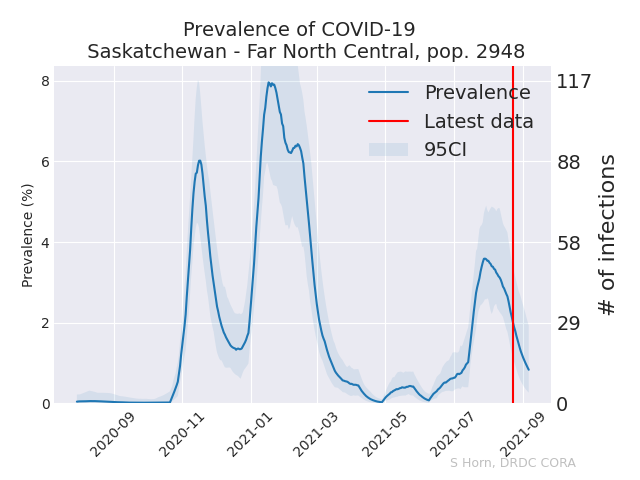 Prevalence of COVID-19
Saskatchewan - Far North Central, pop. 2948
Prevalence
Latest data
95CI
8
6
4
2
0
Prevalence (%)
117
88
58
29
0
# of infections
2020-09
2020-11
2021-01
2021-03
2021-05
2021-07
2021-09
S Horn, DRDC CORA